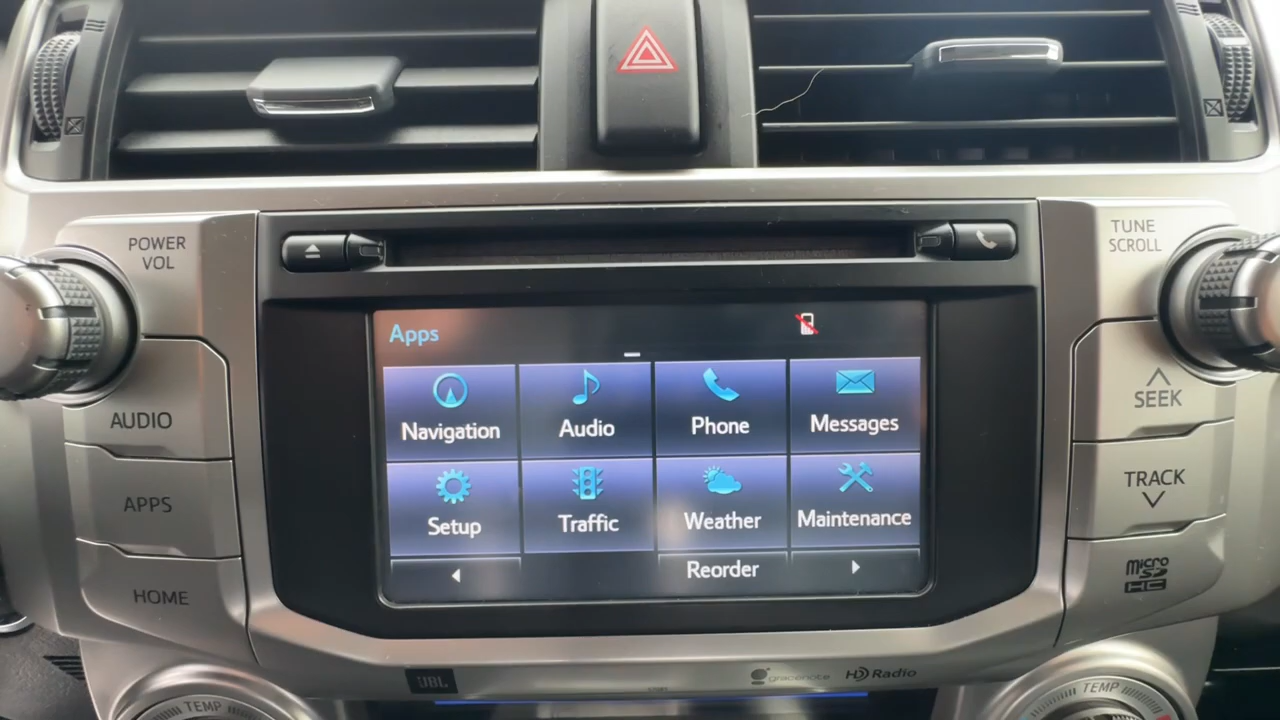 POWER
VOL
TUNE
SCROLL
Apps
Navigation
Audio
Phone
Messages
Setup
Traffic
Weather
Maintenance
Reorder
AUDIO
APPS
HOME
SEEK
TRACK
micro
SD
HC
JBL
gracenote
HD Radio
TEMP
TEMP